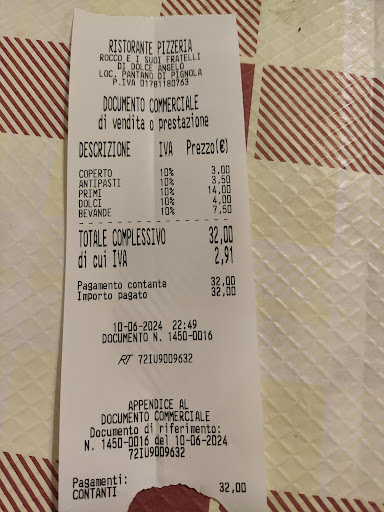 RISTORANTE PIZZERIA
ROCCO E I SUOI FRATELLI
DI DOLCE ANGELO
LOC. PANTANO DI PIGNOLA
P.IVA 01781180763
DOCUMENTO COMMERCIALE
di vendita o prestazione
DESCRIZIONE IVA Prezzo(€)
COPERTO 10% 3,00
ANTIPASTI 10% 3,50
PRIMI 10% 14,00
DOLCI 10% 4,00
BEVANDE 10% 7,50
TOTALE COMPLESSIVO 32,00
di cui IVA 2,91
Pagamento contante 32,00
Importo pagato 32,00
10-06-2024 22:49
DOCUMENTO N. 1450-0016
RT 72IU9009632
APPENDICE AL
DOCUMENTO COMMERCIALE
Documento di riferimento:
N. 1450-0016 del 10-06-2024
72IU9009632
Pagamenti:
CONTANTI 32,00